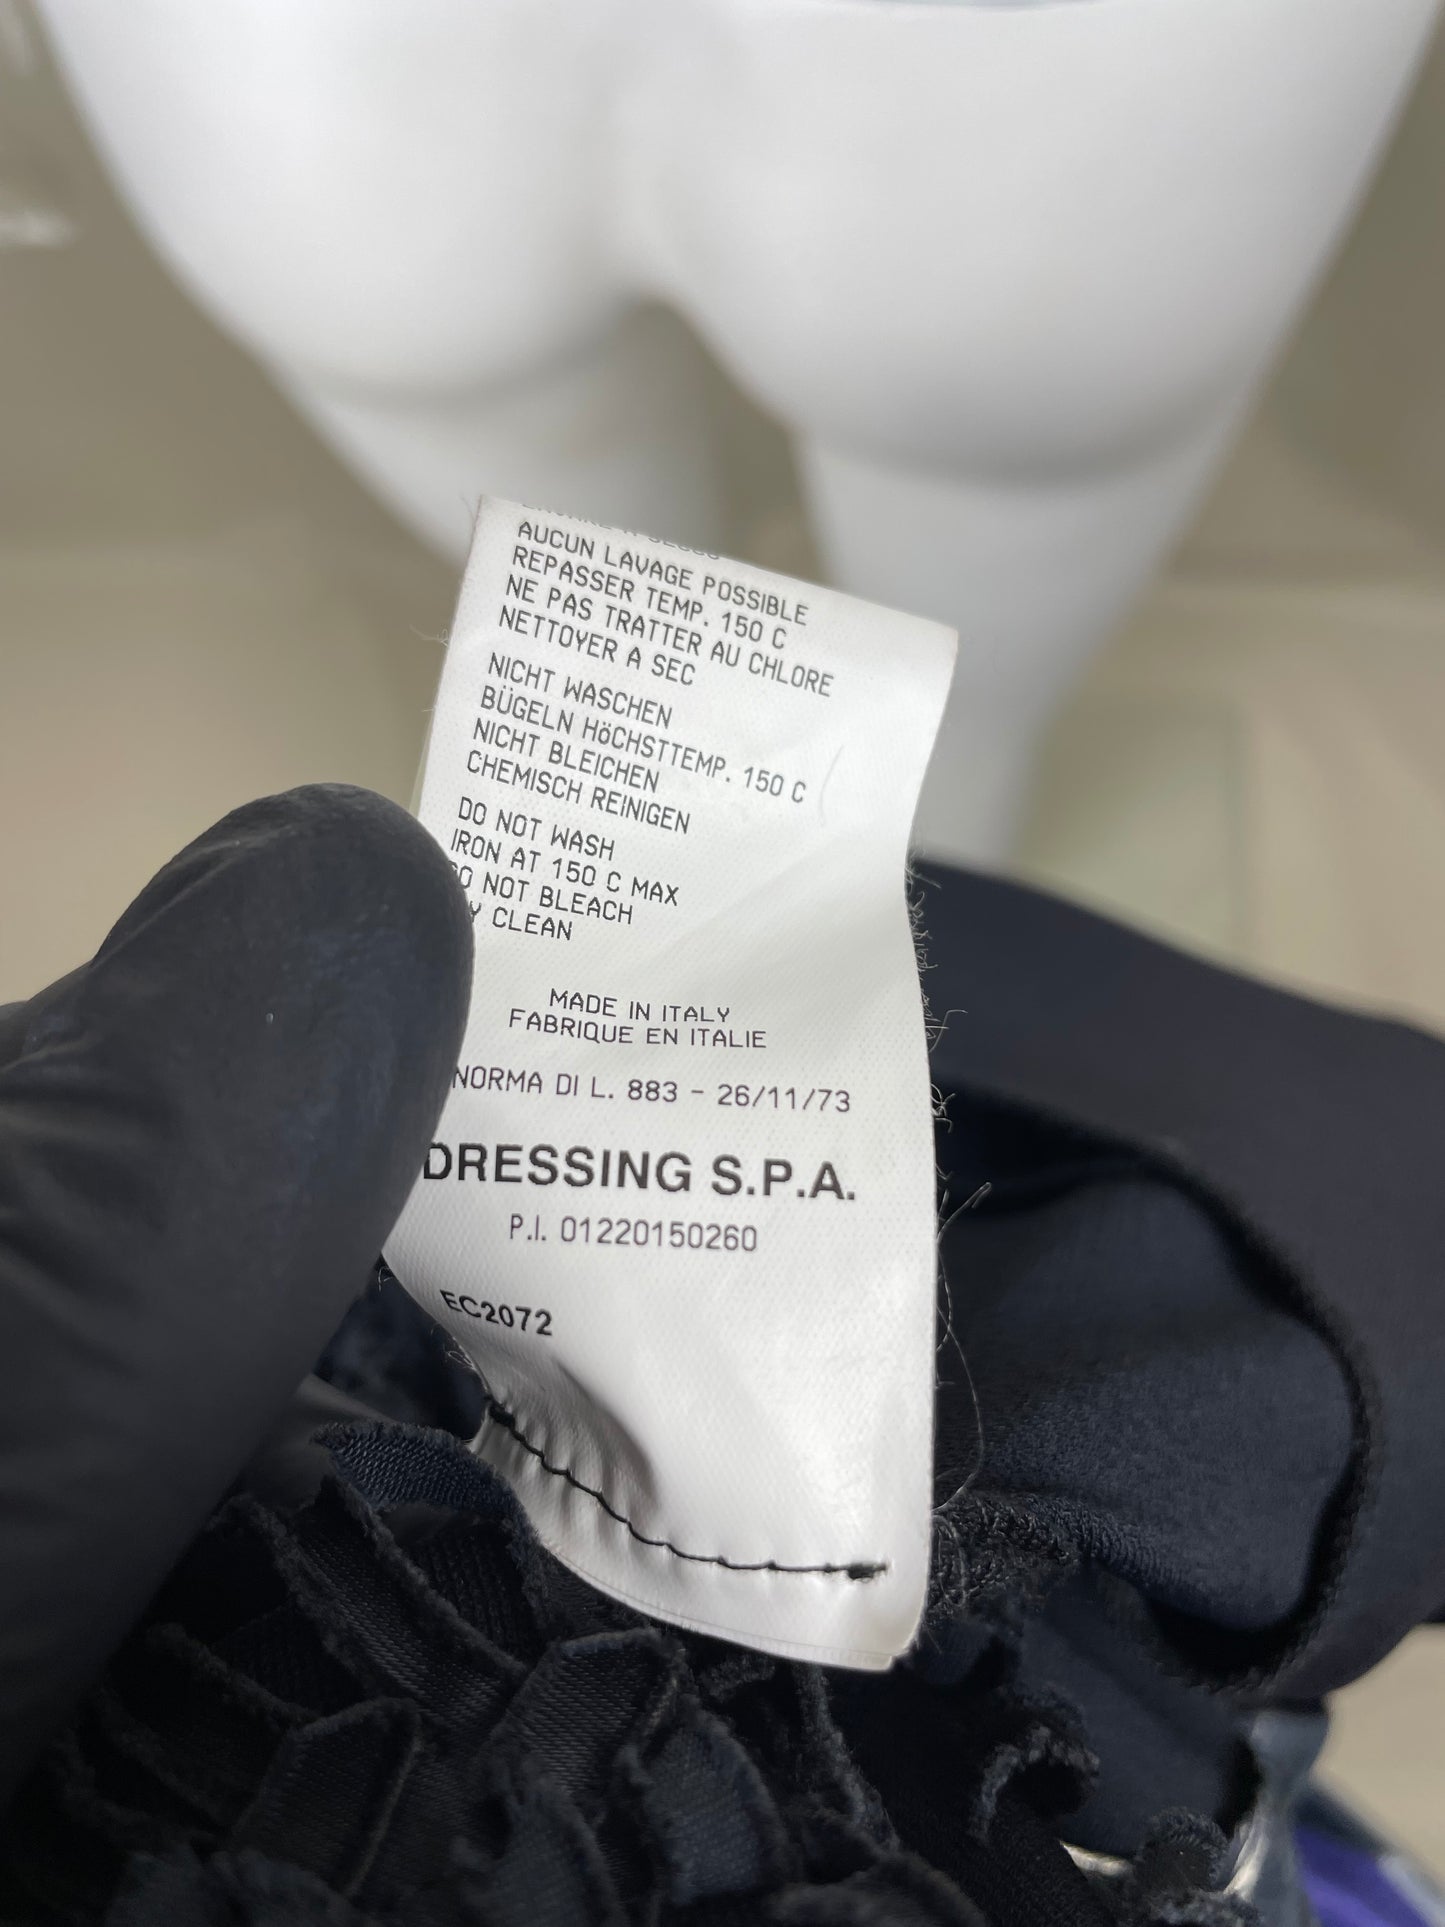 AUCUN LAVAGE POSSIBLE
REPASSER TEMP. 150 C
NE PAS TRATTER AU CHLORE
NETTOYER A SEC
NICHT WASCHEN
BÜGELN HöCHSTTEMP. 150 C
NICHT BLEICHEN
CHEMISCH REINIGEN
DO NOT WASH
IRON AT 150 C MAX
O NOT BLEACH
Y CLEAN
MADE IN ITALY
FABRIQUE EN ITALIE
NORMA DI L. 883 - 26/11/73
DRESSING S.P.A.
P.I. 01220150260
EC2072